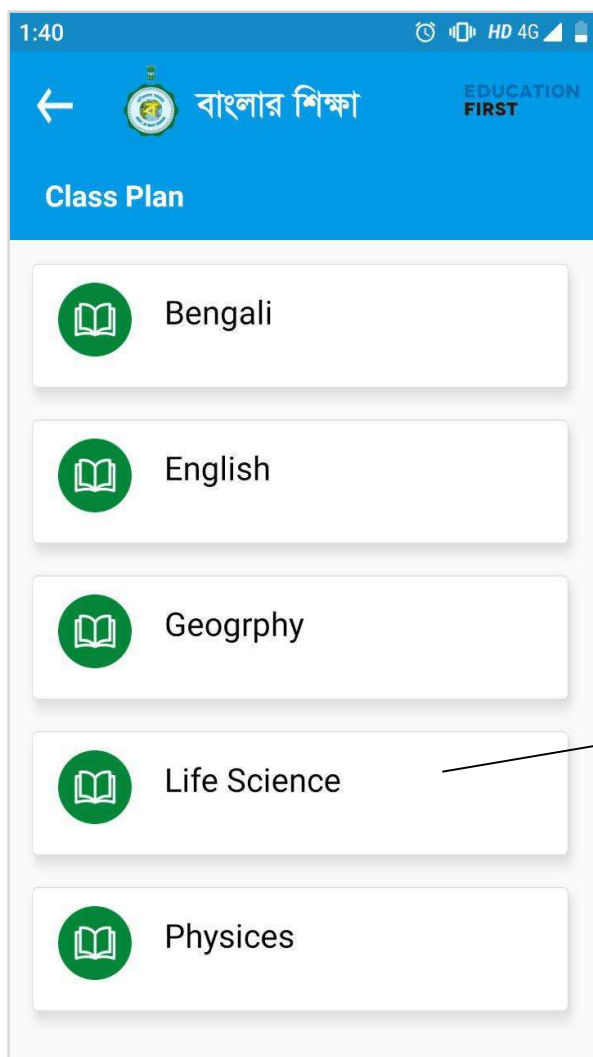 1:40 HD 4G
বাংলার শিক্ষা
EDUCATION
FIRST
Class Plan
Bengali
English
Geogrphy
Life Science
Physices